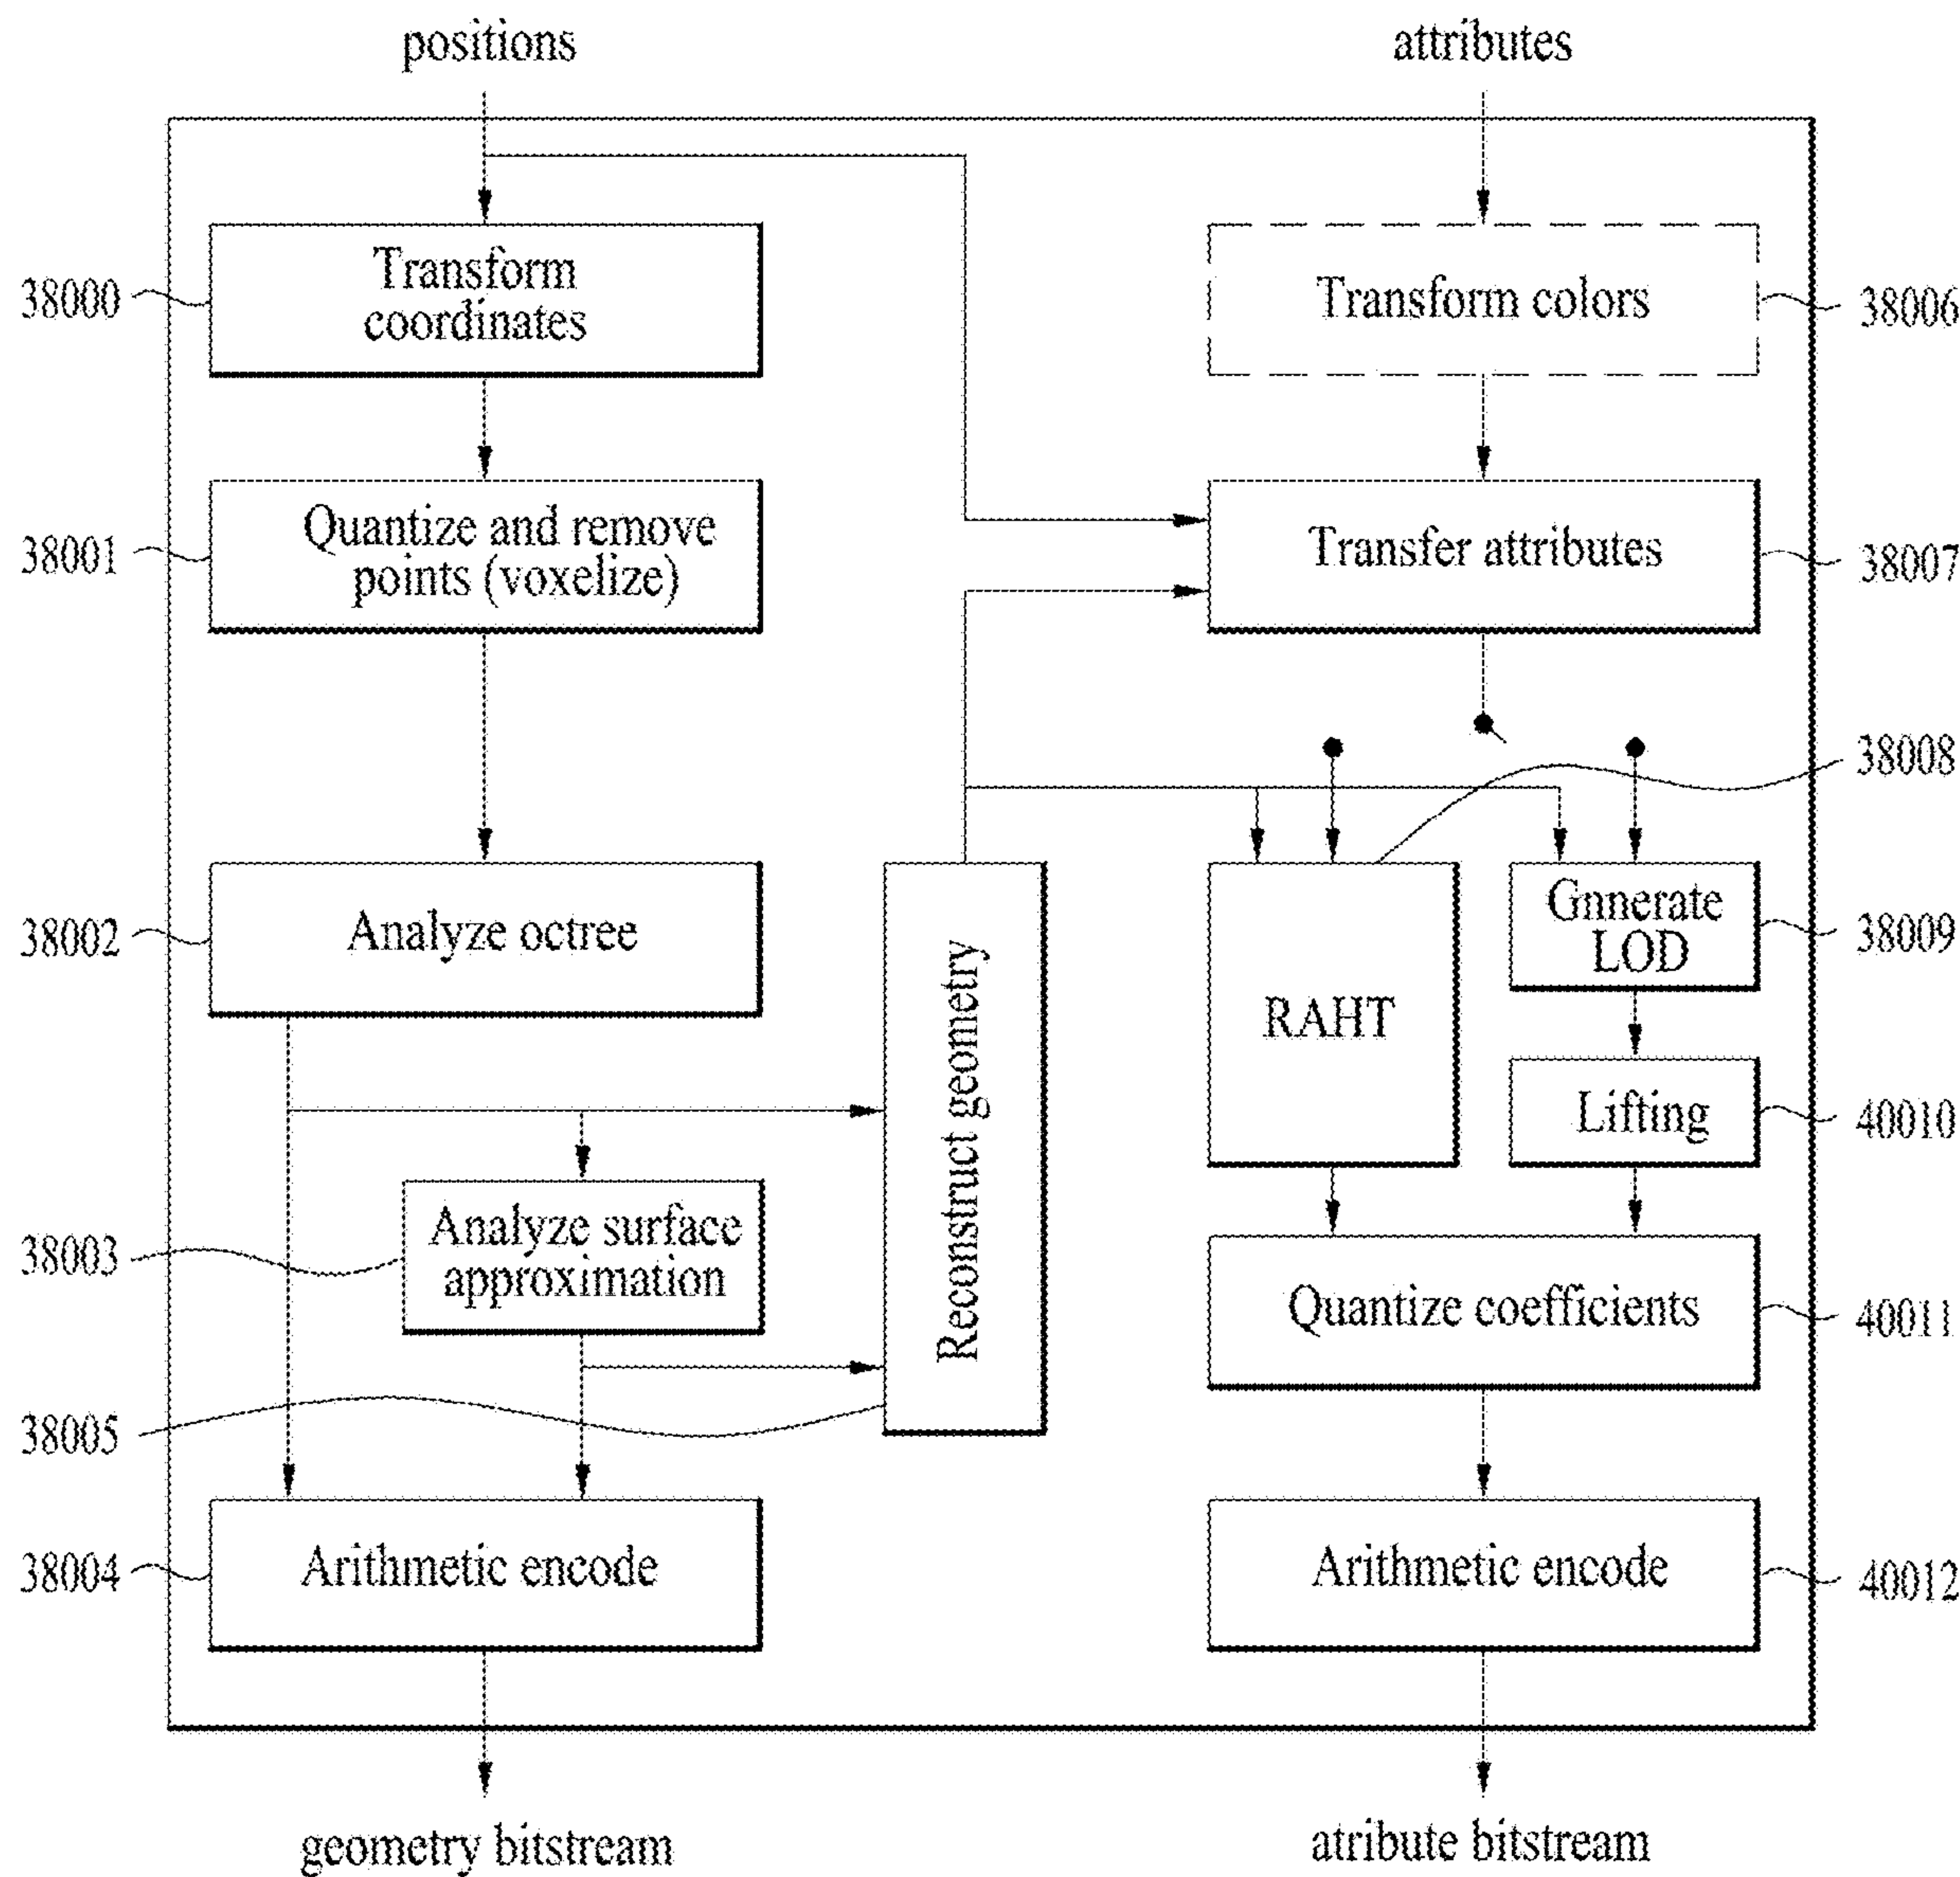 positions
attributes
38000
Transform
coordinates
Transform colors
38006
38001
Quantize and remove
points (voxelize)
Transfer attributes
38007
38008
38002
Analyze octree
Reconstruct geometry
RAHT
Gnnerate
LOD
38009
Lifting
40010
38003
Analyze surface
approximation
Quantize coefficients
40011
38005
38004
Arithmetic encode
Arithmetic encode
40012
geometry bitstream
atribute bitstream